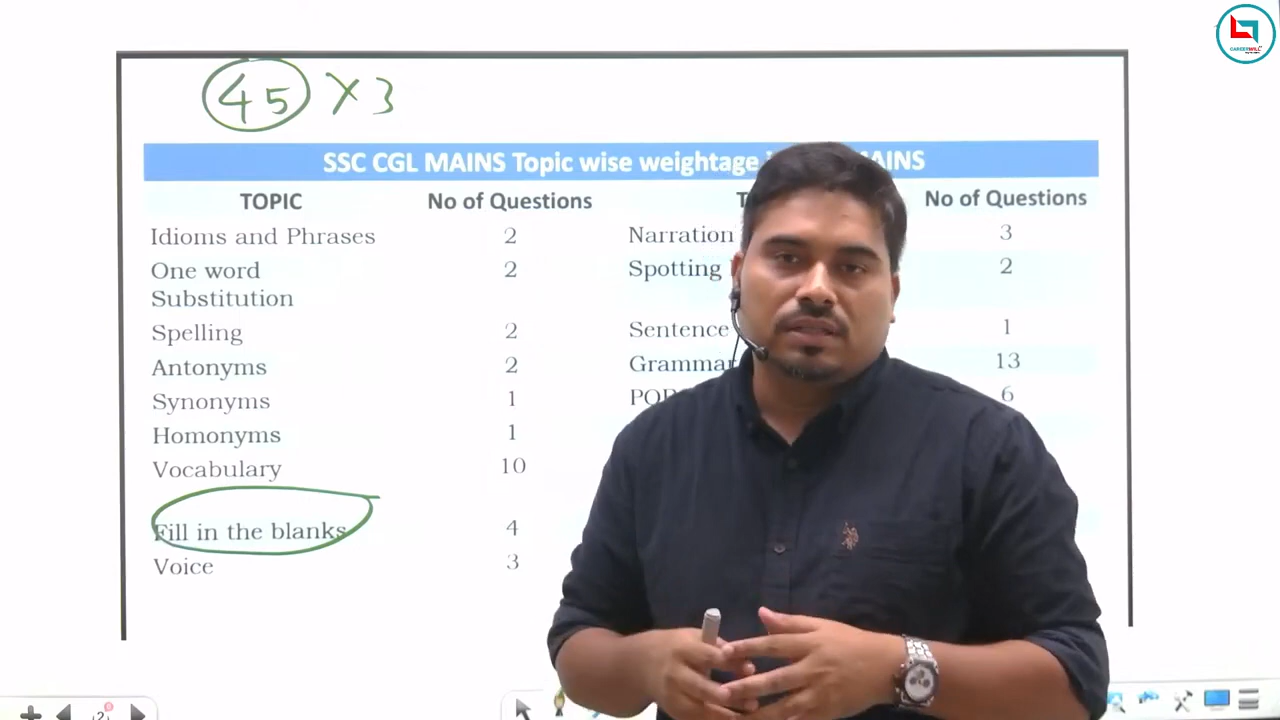 45 X 3
SSC CGL MAINS Topic wise weightage MAINS
TOPIC No of Questions No of Questions
Idioms and Phrases 2 Narration 3
One word
Substitution 2 Spotting 2
Spelling 2 Sentence 1
Antonyms 2 Grammar 13
Synonyms 1 6
Homonyms 1
Vocabulary 10
Fill in the blanks 4
Voice 3
CAREERWILL